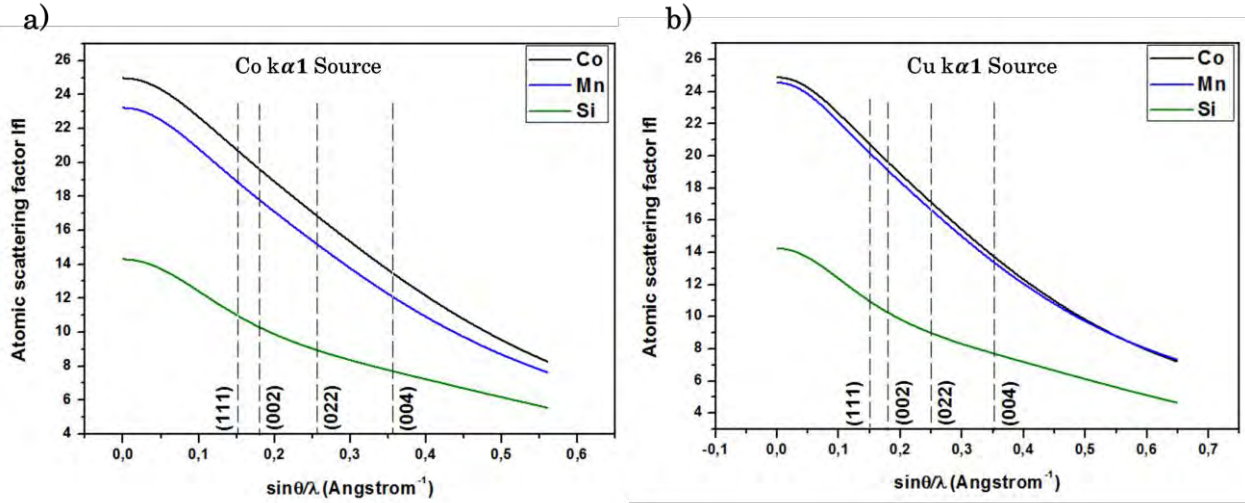 a)
Co kα1 Source
Co
Mn
Si
Atomic scattering factor |f|
26
24
22
20
18
16
14
12
10
8
6
4
(111)
(002)
(022)
(004)
0,0 0,1 0,2 0,3 0,4 0,5 0,6
sinθ/λ (Angstrom⁻¹)
b)
Cu kα1 Source
Co
Mn
Si
Atomic scattering factor |f|
26
24
22
20
18
16
14
12
10
8
6
4
(111)
(002)
(022)
(004)
-0,1 0,0 0,1 0,2 0,3 0,4 0,5 0,6 0,7
sinθ/λ (Angstrom⁻¹)